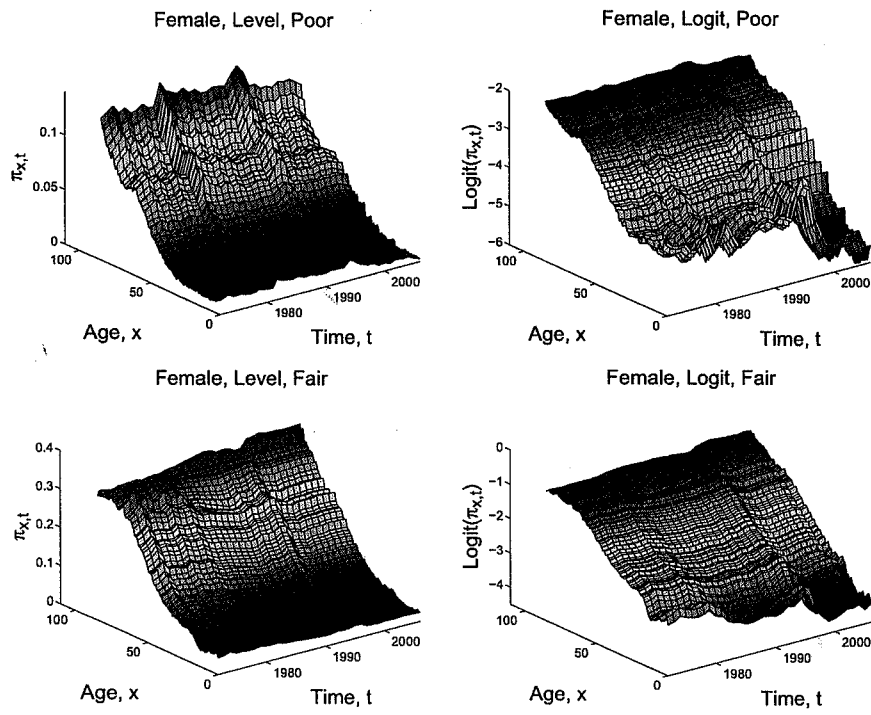 Female, Level, Poor
0.1
0.05
0
πx,t
100
50
0
Age, x
1980
1990
2000
Time, t
Female, Logit, Poor
−2
−3
−4
−5
−6
Logit(πx,t)
100
50
0
Age, x
1980
1990
2000
Time, t
Female, Level, Fair
0.4
0.3
0.2
0.1
0
πx,t
100
50
0
Age, x
1980
1990
2000
Time, t
Female, Logit, Fair
0
−1
−2
−3
−4
Logit(πx,t)
100
50
0
Age, x
1980
1990
2000
Time, t